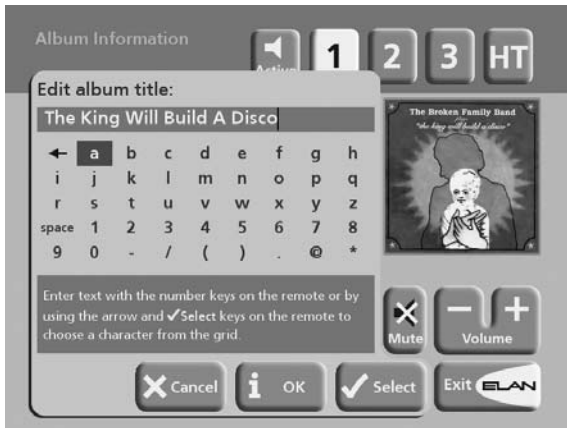 Album Information
Active
1
2
3
HT
Edit album title:
The King Will Build A Disco
The Broken Family Band
"the king will build a disco"
← a b c d e f g h
i j k l m n o p q
r s t u v w x y z
space 1 2 3 4 5 6 7 8
9 0 - / ( ) . @ *
Enter text with the number keys on the remote or by
using the arrow and ✓Select keys on the remote to
choose a character from the grid.
Mute
− +
Volume
Cancel
i OK
Select
Exit ELAN